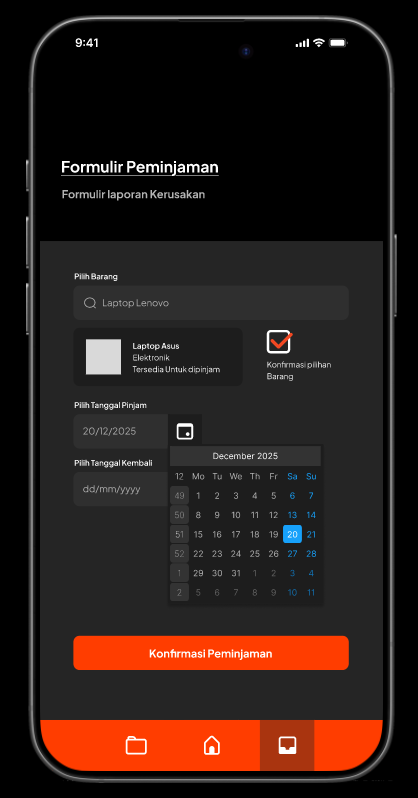 9:41
Formulir Peminjaman
Formulir laporan Kerusakan
Pilih Barang
Laptop Lenovo
Laptop Asus
Elektronik
Tersedia Untuk dipinjam
Konfirmasi pilihan
Barang
Pilih Tanggal Pinjam
20/12/2025
Pilih Tanggal Kembali
dd/mm/yyyy
December 2025
12 Mo Tu We Th Fr Sa Su
49 1 2 3 4 5 6 7
50 8 9 10 11 12 13 14
51 15 16 17 18 19 20 21
52 22 23 24 25 26 27 28
1 29 30 31 1 2 3 4
2 5 6 7 8 9 10 11
Konfirmasi Peminjaman